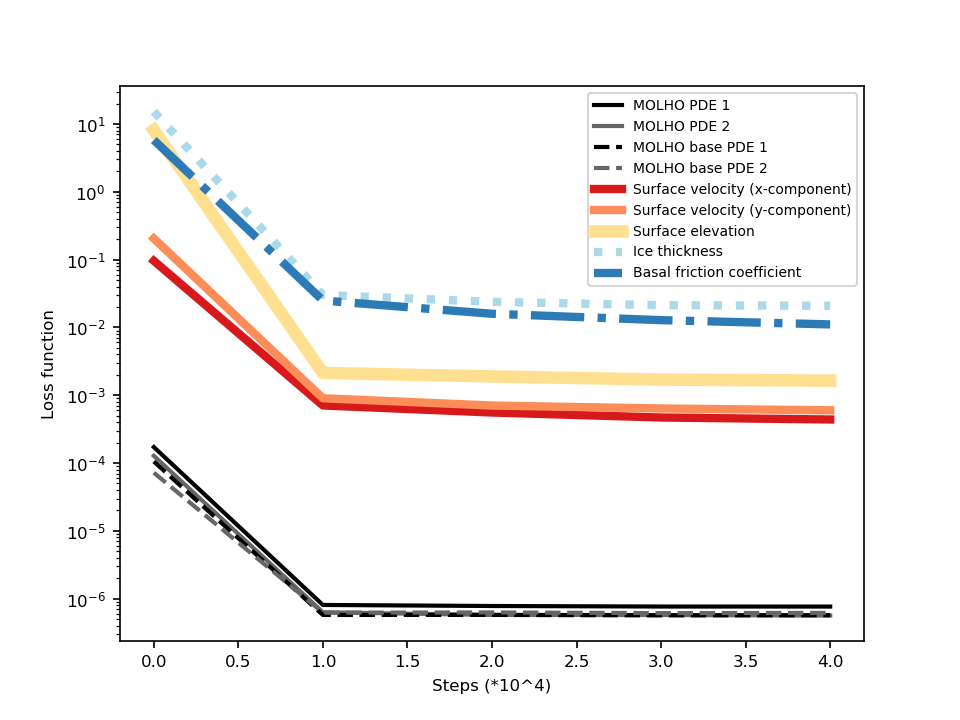 MOLHO PDE 1
MOLHO PDE 2
MOLHO base PDE 1
MOLHO base PDE 2
Surface velocity (x-component)
Surface velocity (y-component)
Surface elevation
Ice thickness
Basal friction coefficient
Loss function
10^1
10^0
10^-1
10^-2
10^-3
10^-4
10^-5
10^-6
0.0 0.5 1.0 1.5 2.0 2.5 3.0 3.5 4.0
Steps (*10^4)